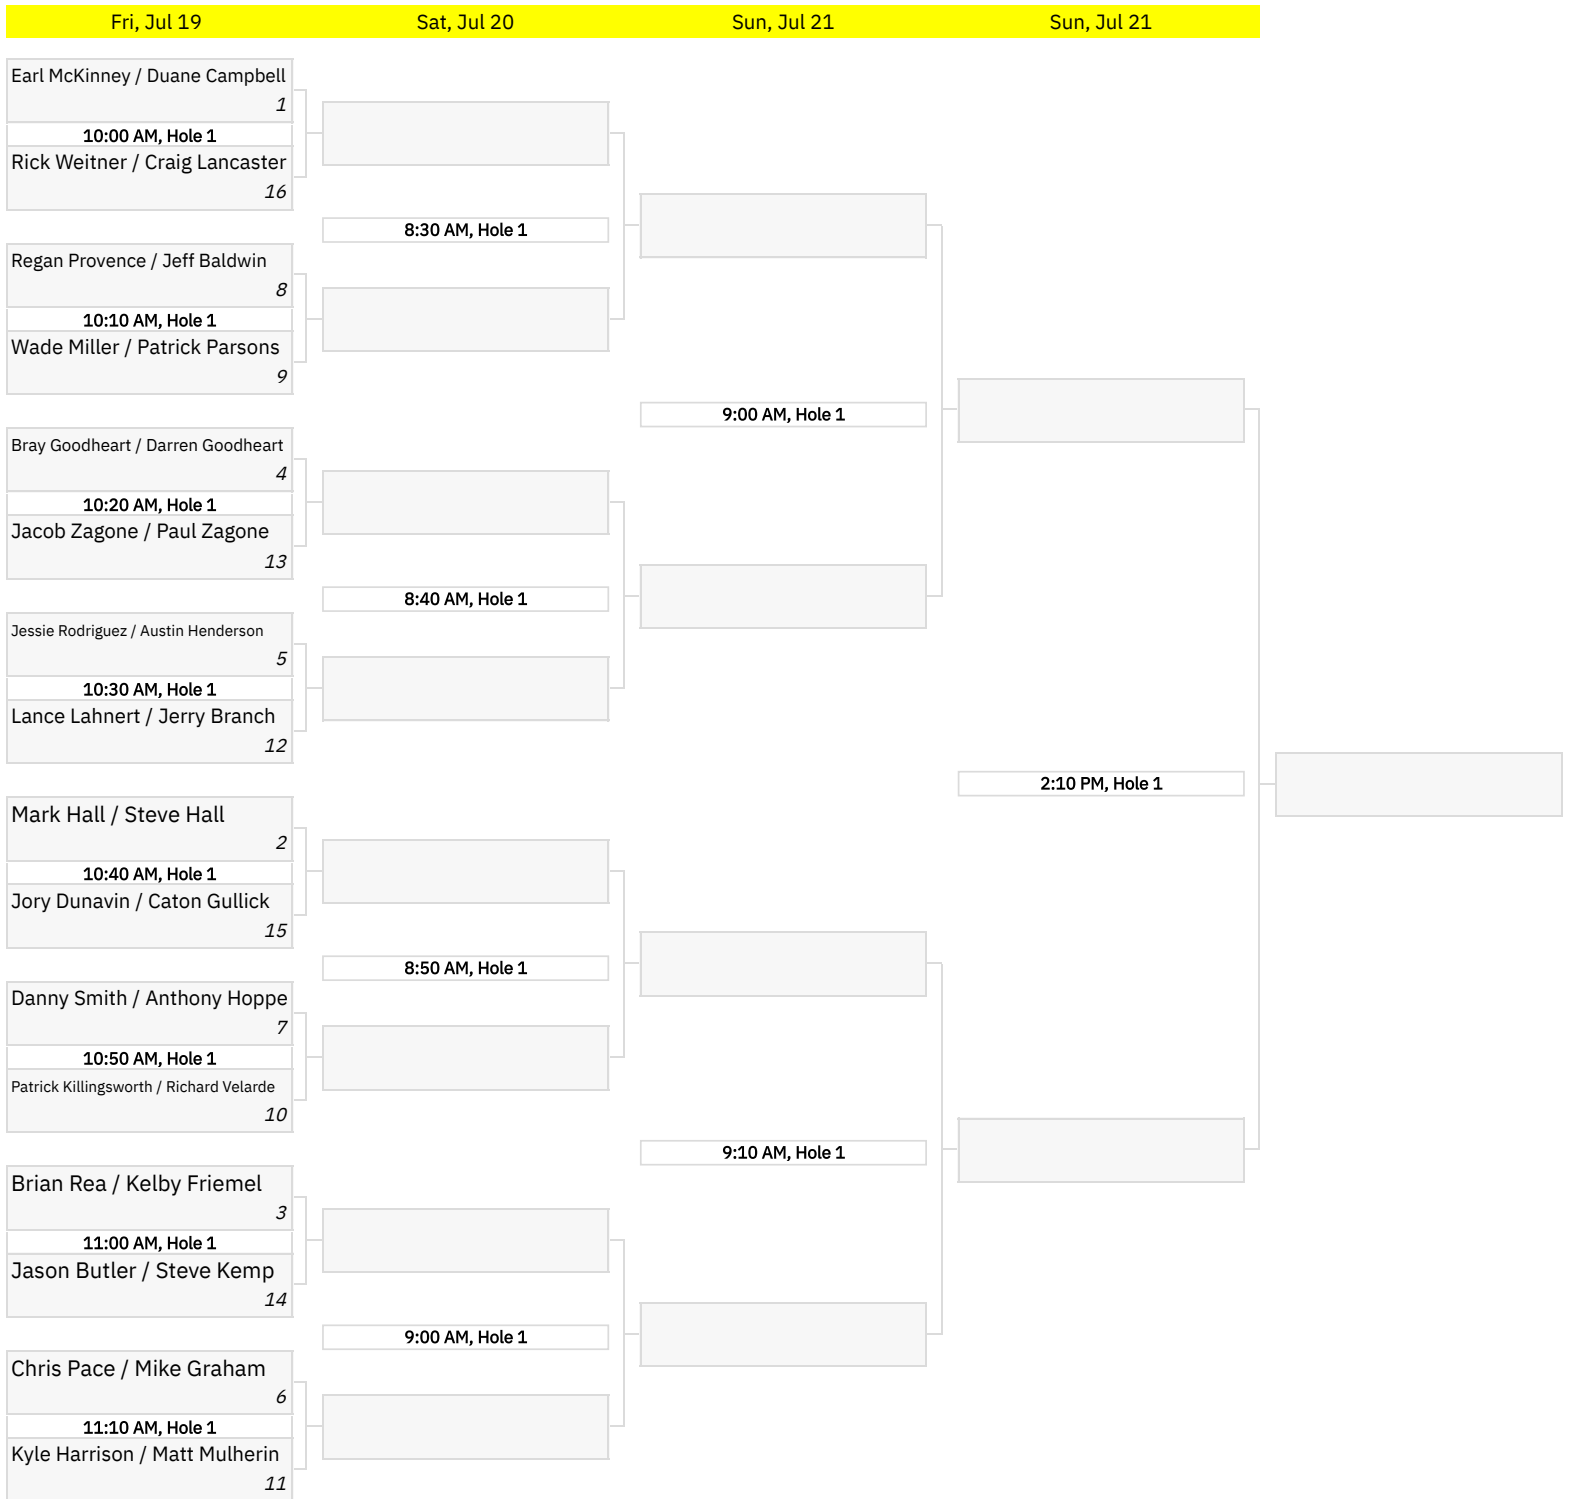 Fri, Jul 19
Sat, Jul 20
Sun, Jul 21
Sun, Jul 21
Earl McKinney / Duane Campbell
1
10:00 AM, Hole 1
Rick Weitner / Craig Lancaster
16
Regan Provence / Jeff Baldwin
8
10:10 AM, Hole 1
Wade Miller / Patrick Parsons
9
Bray Goodheart / Darren Goodheart
4
10:20 AM, Hole 1
Jacob Zagone / Paul Zagone
13
Jessie Rodriguez / Austin Henderson
5
10:30 AM, Hole 1
Lance Lahnert / Jerry Branch
12
Mark Hall / Steve Hall
2
10:40 AM, Hole 1
Jory Dunavin / Caton Gullick
15
Danny Smith / Anthony Hoppe
7
10:50 AM, Hole 1
Patrick Killingsworth / Richard Velarde
10
Brian Rea / Kelby Friemel
3
11:00 AM, Hole 1
Jason Butler / Steve Kemp
14
Chris Pace / Mike Graham
6
11:10 AM, Hole 1
Kyle Harrison / Matt Mulherin
11
8:30 AM, Hole 1
8:40 AM, Hole 1
8:50 AM, Hole 1
9:00 AM, Hole 1
9:00 AM, Hole 1
9:10 AM, Hole 1
2:10 PM, Hole 1